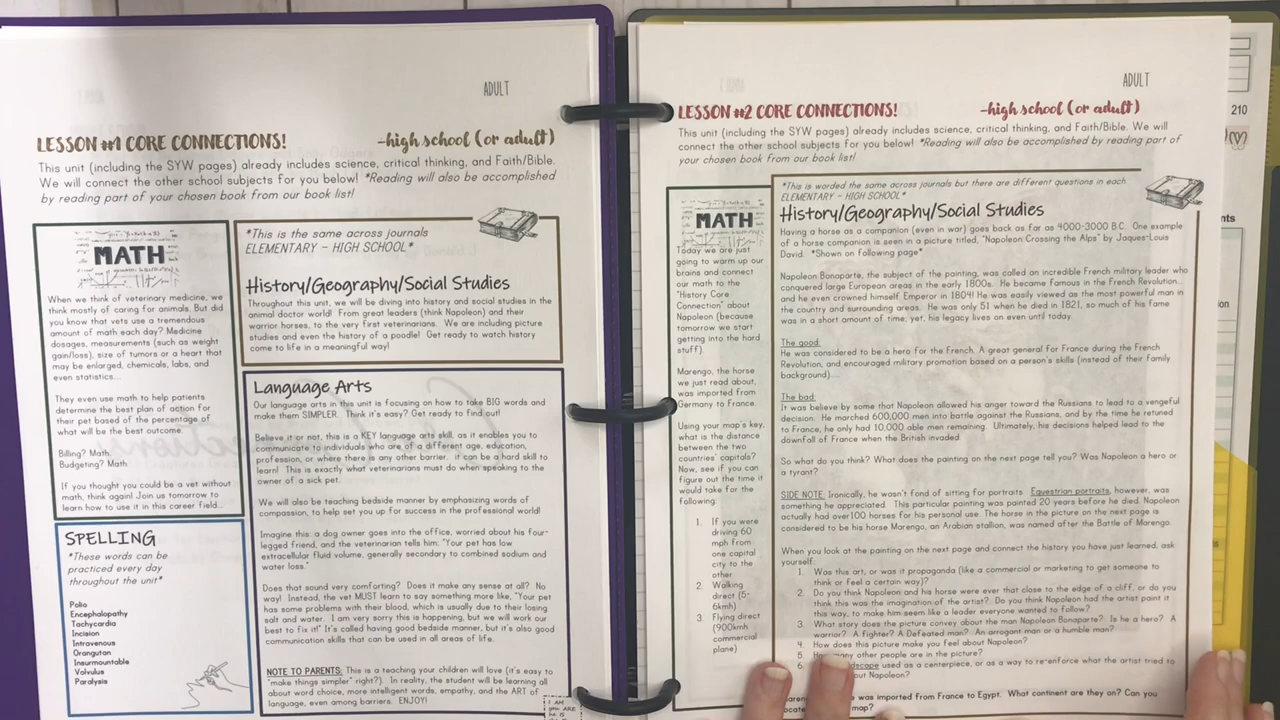 ADULT
LESSON #1 CORE CONNECTIONS!
-high school (or adult)
This unit (including the SYW pages) already includes science, critical thinking, and Faith/Bible.
We will connect the other school subjects for you below! *Reading will also be accomplished
by reading part of your chosen book from our book list!
MATH
When we think of veterinary medicine, we
think mostly of caring for animals. But did
you know that vets use a tremendous
amount of math each day? Medicine
dosages, measurements (such as weight
gain/loss), size of tumors or a heart that
may be enlarged, chemicals, labs, and
even statistics...
They even use math to help patients
determine the best plan of action for
their pet based of the percentage of
what will be the best outcome.
Billing? Math.
Budgeting? Math
If you thought you could be a vet without
math, think again! Join us tomorrow to
learn how to use it in this career field...
SPELLING
*These words can be
practiced every day
throughout the unit*
Polio
Encephalopathy
Tachycardia
Incision
Intravenous
Orangutan
Insurmountable
Volvulus
Paralysis
*This is the same across journals
ELEMENTARY - HIGH SCHOOL*
History/Geography/Social Studies
Throughout this unit, we will be diving into history and social studies in the
animal doctor world! From great leaders (think Napoleon) and their
warrior horses, to the very first veterinarians. We are including picture
studies and even the history of a poodle! Get ready to watch history
come to life in a meaningful way!
Language Arts
Our language arts in this unit is focusing on how to take BIG words and
make them SIMPLER. Think it's easy? Get ready to find out!
Believe it or not, this is a KEY language arts skill, as it enables you to
communicate to individuals who are of a different age, education,
profession, or where there is any other barrier. it can be a hard skill to
learn! This is exactly what veterinarians must do when speaking to the
owner of a sick pet.
We will also be teaching bedside manner by emphasizing words of
compassion, to help set you up for success in the professional world!
Imagine this: a dog owner goes into the office, worried about his four-
legged friend, and the veterinarian tells him: "Your pet has low
extracellular fluid volume, generally secondary to combined sodium and
water loss."
Does that sound very comforting? Does it make any sense at all? No
way! Instead, the vet MUST learn to say something more like, "Your pet
has some problems with their blood, which is usually due to their losing
salt and water. I am very sorry this is happening, but we will work our
best to fix it!" It's called having good bedside manner, but it's also good
communication skills that can be used in all areas of life.
NOTE TO PARENTS: This is a teaching your children will love (it's easy to
"make things simpler" right?). In reality, the student will be learning all
about word choice, more intelligent words, empathy, and the ART of
language, even among barriers. ENJOY!
I AM
you ARE
he IS
ADULT
LESSON #2 CORE CONNECTIONS!
-high school (or adult)
This unit (including the SYW pages) already includes science, critical thinking, and Faith/Bible. We will
connect the other school subjects for you below! *Reading will also be accomplished by reading part of
your chosen book from our book list!
MATH
Today we are just
going to warm up our
brains and connect
our math to the
"History Core
Connection" about
Napoleon (because
tomorrow we start
getting into the hard
stuff).
Marengo, the horse
we just read about,
was imported from
Germany to France.
Using your map's key,
what is the distance
between the two
countries' capitals?
Now, see if you can
figure out the time it
would take for the
following:
1. If you were
driving 60
mph from one
capital
city to the
other
2. Walking
direct (5-
6kmh)
3. Flying direct
(900kmh
commercial
plane)
*This is worded the same across journals but there are different questions in each
ELEMENTARY - HIGH SCHOOL*
History/Geography/Social Studies
Having a horse as a companion (even in war) goes back as far as 4000-3000 B.C. One example
of a horse companion is seen in a picture titled, "Napoleon Crossing the Alps" by Jaques-Louis
David. *Shown on following page*
Napoleon Bonaparte, the subject of the painting, was called an incredible French military leader who
conquered large European areas in the early 1800s. He became famous in the French Revolution...
and he even crowned himself Emperor in 1804! He was easily viewed as the most powerful man in
the country and surrounding areas. He was only 51 when he died in 1821, so much of his fame
was in a short amount of time, yet, his legacy lives on even until today.
The good:
He was considered to be a hero for the French. A great general for France during the French
Revolution, and encouraged military promotion based on a person's skills (instead of their family
background)...
The bad:
It was believe by some that Napoleon allowed his anger toward the Russians to lead to a vengeful
decision. He marched 600,000 men into battle against the Russians, and by the time he retuned
to France, he only had 10,000 able men remaining. Ultimately, his decisions helped lead to the
downfall of France when the British invaded.
So what do you think? What does the painting on the next page tell you? Was Napoleon a hero or
a tyrant?
SIDE NOTE: Ironically, he wasn't fond of sitting for portraits. Equestrian portraits, however, was
something he appreciated. This particular painting was painted 20 years before he died. Napoleon
actually had over 100 horses for his personal use. The horse in the picture on the next page is
considered to be his horse Marengo, an Arabian stallion, was named after the Battle of Marengo.
When you look at the painting on the next page and connect the history you have just learned, ask
yourself:
1. Was this art, or was it propaganda (like a commercial or marketing to get someone to
think or feel a certain way)?
2. Do you think Napoleon and his horse were ever that close to the edge of a cliff, or do you
think this was the imagination of the artist? Do you think Napoleon had the artist paint it
this way, to make him seem like a leader everyone wanted to follow?
3. What story does the picture convey about the man Napoleon Bonaparte? Is he a hero? A
warrior? A fighter? A Defeated man? An arrogant man or a humble man?
4. How does this picture make you feel about Napoleon?
5. many other people are in the picture?
6. used as a centerpiece, or as a way to re-enforce what the artist tried to
Napoleon?
was imported from France to Egypt. What continent are they on? Can you
map?
210